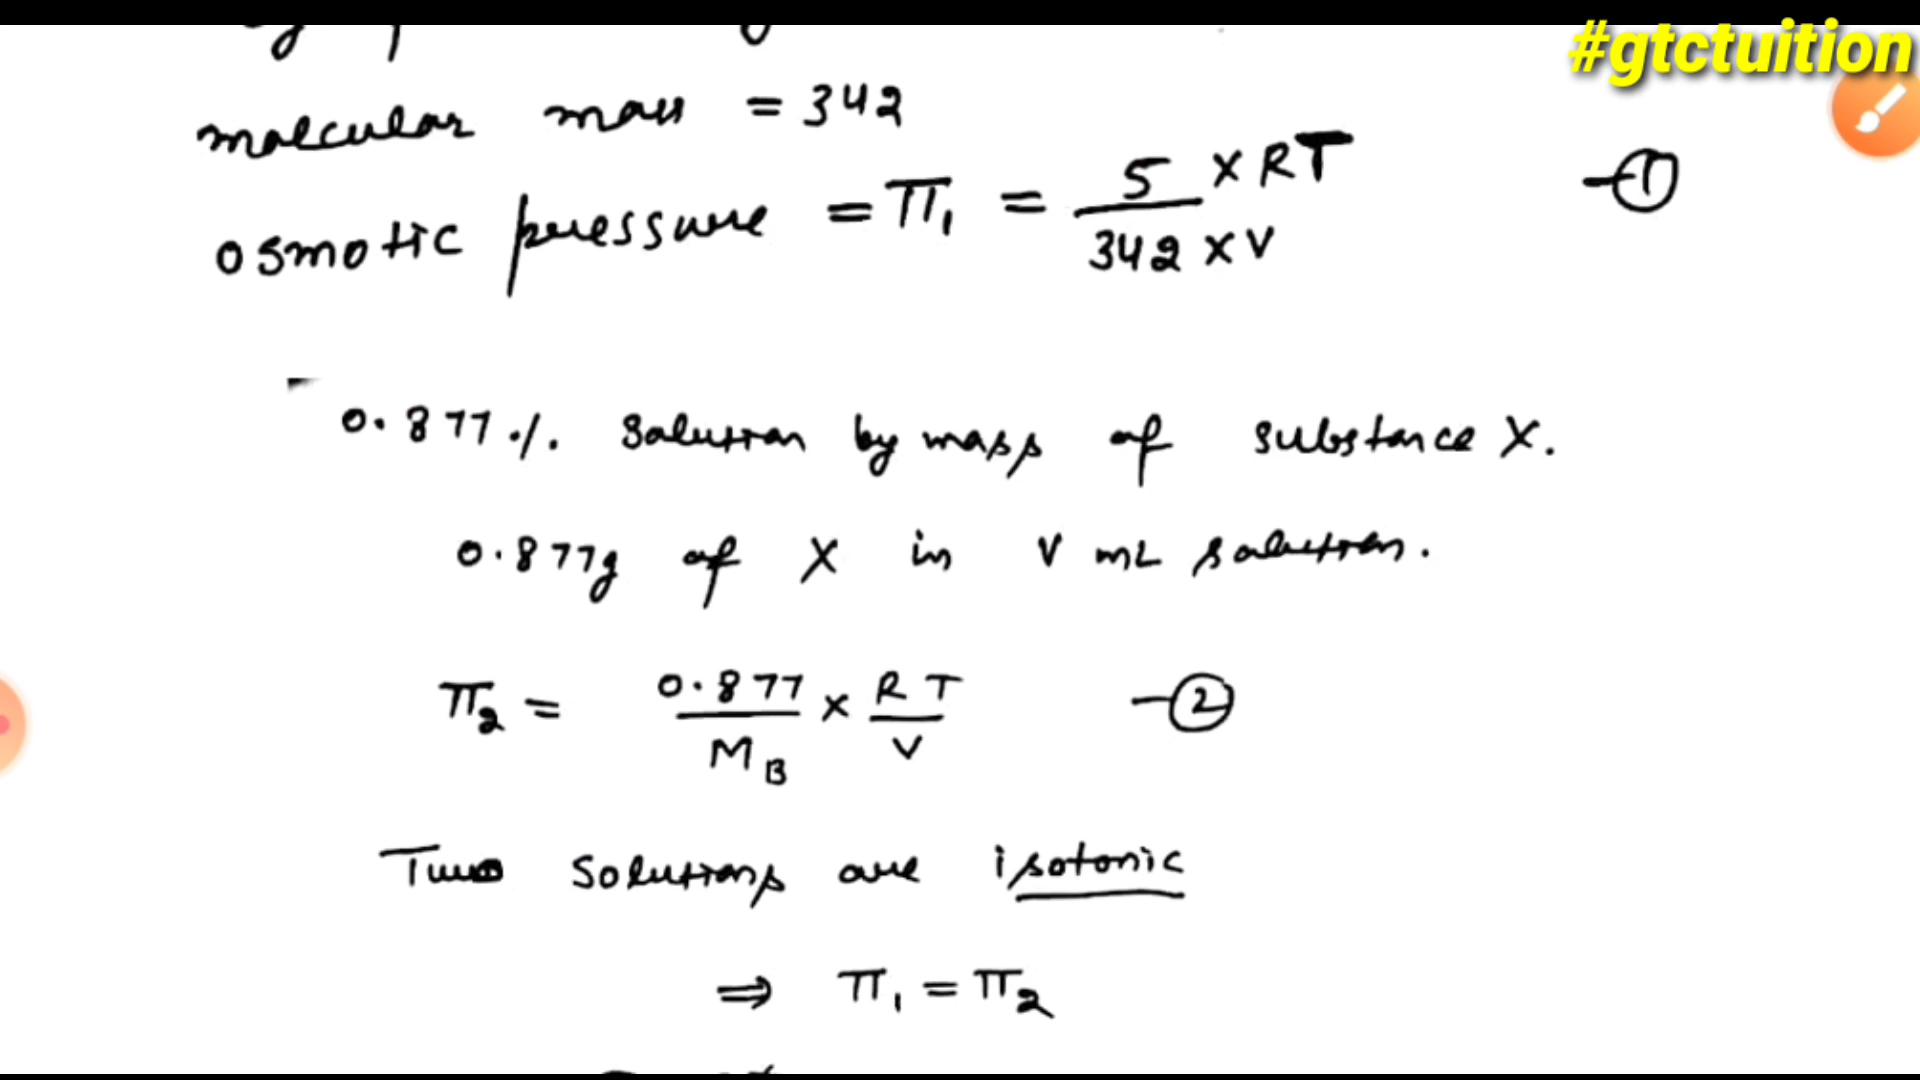 #gtctuition
molecular mass = 342
osmotic pressure = π₁ = 5/(342 × V) × RT —①
0.877 ·/. Solution by mass of substance X.
0.877g of X in V mL solution.
π₂ = 0.877/M_B × RT/V —②
Two Solutions are isotonic
⇒ π₁ = π₂